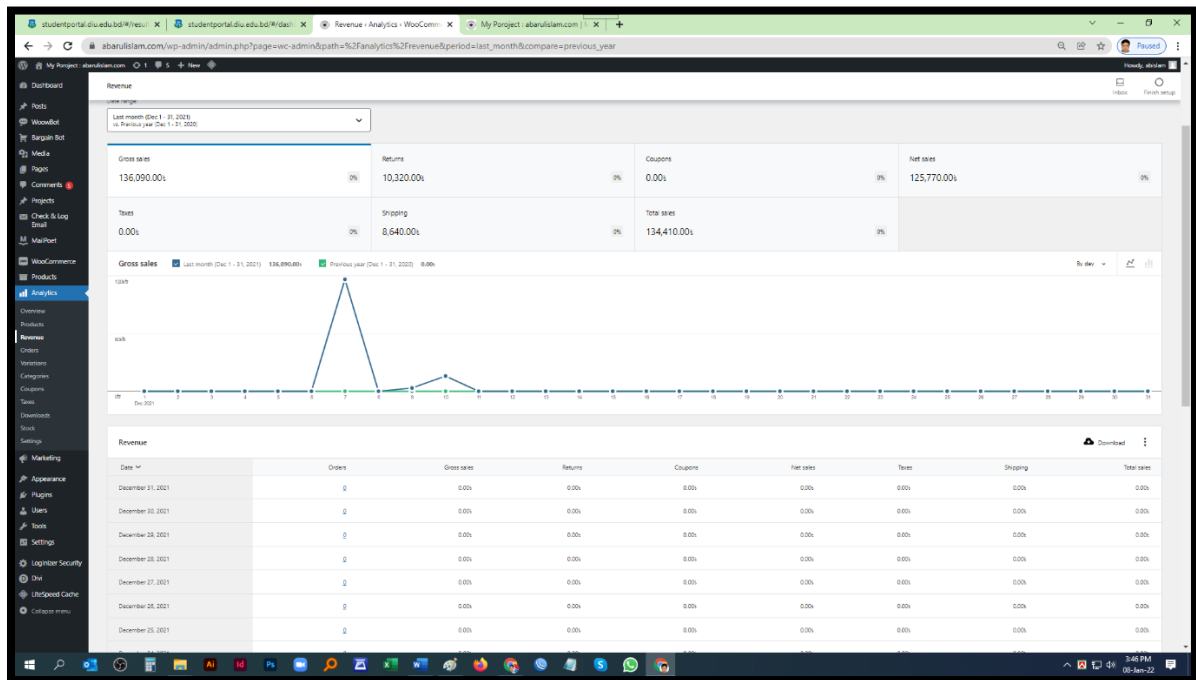 studentportal.diu.edu.bd/#/resul
studentportal.diu.edu.bd/#/dash
Revenue ‹ Analytics ‹ WooComm
My Poroject : abarulislam.com |
abarulislam.com/wp-admin/admin.php?page=wc-admin&path=%2Fanalytics%2Frevenue&period=last_month&compare=previous_year
Paused
My Poroject : abarulislam.com 1 5 + New
Howdy, abislam
Dashboard
Posts
WoowBot
Bargain Bot
Media
Pages
Comments 5
Projects
Check & Log
Email
MailPoet
WooCommerce
Products
Analytics
Overview
Products
Revenue
Orders
Variations
Categories
Coupons
Taxes
Downloads
Stock
Settings
Marketing
Appearance
Plugins
Users
Tools
Settings
Loginizer Security
Divi
LiteSpeed Cache
Collapse menu
Revenue
Inbox
Finish setup
Date range:
Last month (Dec 1 - 31, 2021)
vs. Previous year (Dec 1 - 31, 2020)
Gross sales
136,090.00৳
0%
Returns
10,320.00৳
0%
Coupons
0.00৳
0%
Net sales
125,770.00৳
0%
Taxes
0.00৳
0%
Shipping
8,640.00৳
0%
Total sales
134,410.00৳
0%
Gross sales
Last month (Dec 1 - 31, 2021) 136,090.00৳
Previous year (Dec 1 - 31, 2020) 0.00৳
By day
1 2 3 4 5 6 7 8 9 10 11 12 13 14 15 16 17 18 19 20 21 22 23 24 25 26 27 28 29 30 31
Dec 2021
Revenue
Download
Date Orders Gross sales Returns Coupons Net sales Taxes Shipping Total sales
December 31, 2021 0 0.00৳ 0.00৳ 0.00৳ 0.00৳ 0.00৳ 0.00৳ 0.00৳
December 30, 2021 0 0.00৳ 0.00৳ 0.00৳ 0.00৳ 0.00৳ 0.00৳ 0.00৳
December 29, 2021 0 0.00৳ 0.00৳ 0.00৳ 0.00৳ 0.00৳ 0.00৳ 0.00৳
December 28, 2021 0 0.00৳ 0.00৳ 0.00৳ 0.00৳ 0.00৳ 0.00৳ 0.00৳
December 27, 2021 0 0.00৳ 0.00৳ 0.00৳ 0.00৳ 0.00৳ 0.00৳ 0.00৳
December 26, 2021 0 0.00৳ 0.00৳ 0.00৳ 0.00৳ 0.00৳ 0.00৳ 0.00৳
December 25, 2021 0 0.00৳ 0.00৳ 0.00৳ 0.00৳ 0.00৳ 0.00৳ 0.00৳
Ai Id Ps
3:46 PM
08-Jan-22